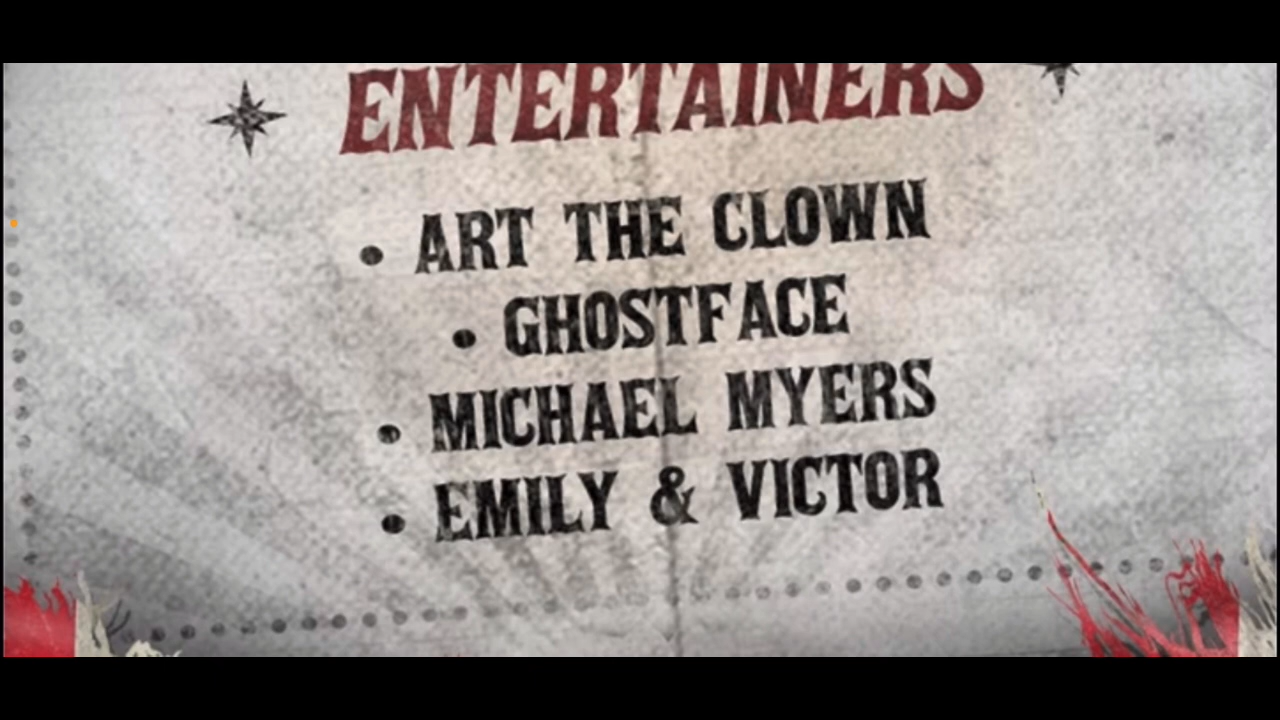 ENTERTAINERS
• ART THE CLOWN
• GHOSTFACE
• MICHAEL MYERS
• EMILY & VICTOR